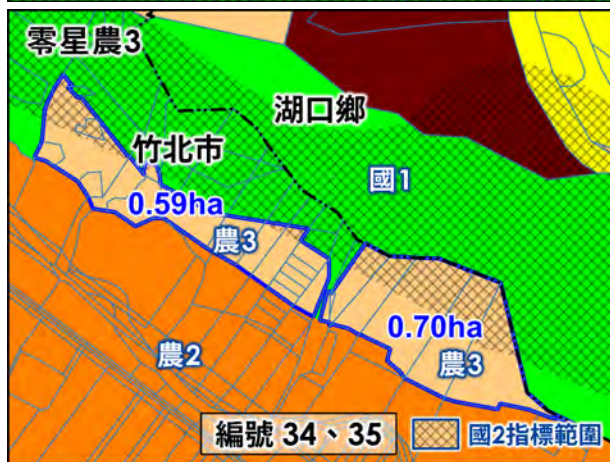 零星農3
湖口鄉
竹北市
國1
0.59ha
農3
0.70ha
農2
農3
編號 34、35
國2指標範圍